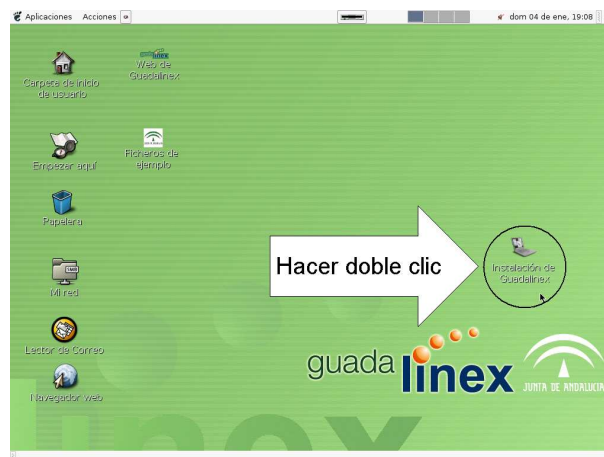 Aplicaciones Acciones
dom 04 de ene, 19:08
Carpeta de inicio
de usuario
Web de
Guadalinex
Empezar aquí
Ficheros de
ejemplo
Papelera
Hacer doble clic
Instalación de
Guadalinex
Mi red
Lector de Correo
guadalinex
JUNTA DE ANDALUCIA
Navegador web
linex